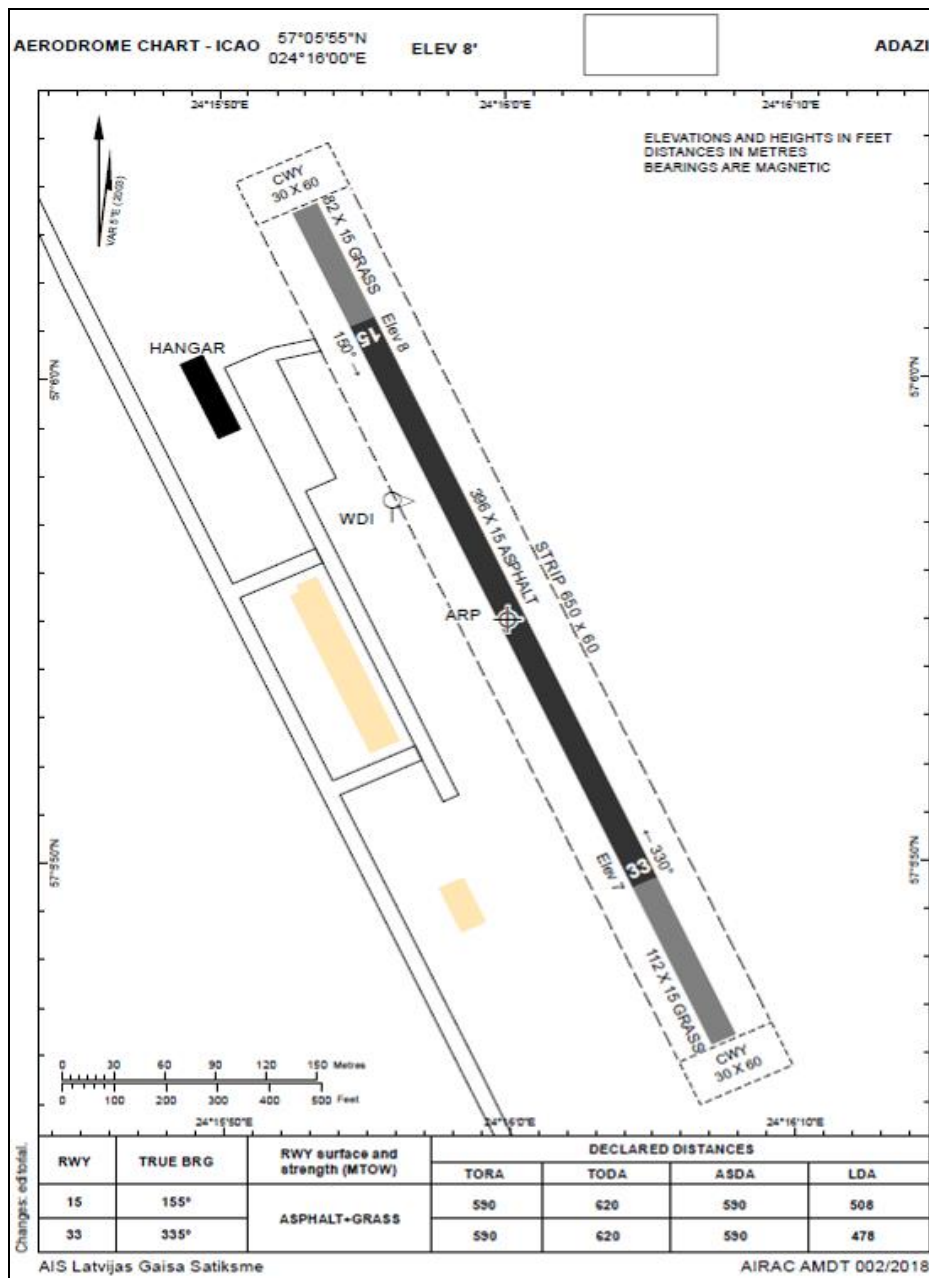 AERODROME CHART - ICAO
57°05'55"N
024°16'00"E
ELEV 8'
ADAZI
24°15'50"E
24°16'0"E
24°16'10"E
ELEVATIONS AND HEIGHTS IN FEET
DISTANCES IN METRES
BEARINGS ARE MAGNETIC
VAR 5°E (2003)
CWY
30 X 60
82 X 15 GRASS
15
Elev 8
150° →
HANGAR
57°6'0"N
57°6'0"N
WDI
396 X 15 ASPHALT
STRIP 650 X 60
ARP
57°5'50"N
57°5'50"N
← 330°
33
Elev 7
112 X 15 GRASS
CWY
30 X 60
0 30 60 90 120 150 Metres
0 100 200 300 400 500 Feet
24°15'50"E
24°16'0"E
24°16'10"E
Changes: editorial.
RWY
TRUE BRG
RWY surface and
strength (MTOW)
DECLARED DISTANCES
TORA
TODA
ASDA
LDA
15
155°
ASPHALT+GRASS
590
620
590
508
33
335°
590
620
590
478
AIS Latvijas Gaisa Satiksme
AIRAC AMDT 002/2018